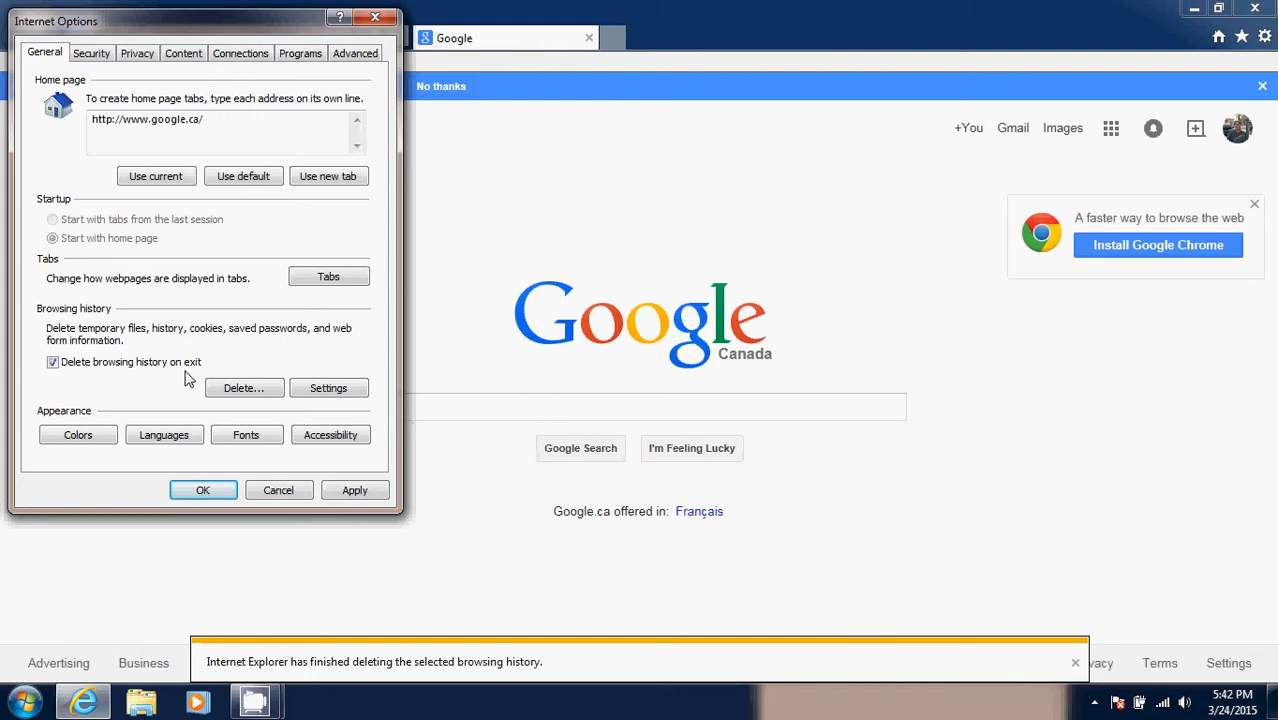 Internet Options
?
General Security Privacy Content Connections Programs Advanced
Home page
To create home page tabs, type each address on its own line.
http://www.google.ca/
Use current Use default Use new tab
Startup
Start with tabs from the last session
Start with home page
Tabs
Change how webpages are displayed in tabs.
Tabs
Browsing history
Delete temporary files, history, cookies, saved passwords, and web
form information.
Delete browsing history on exit
Delete... Settings
Appearance
Colors Languages Fonts Accessibility
OK Cancel Apply
Google
No thanks
+You Gmail Images
A faster way to browse the web
Install Google Chrome
Google
Canada
Google Search I'm Feeling Lucky
Google.ca offered in: Français
Internet Explorer has finished deleting the selected browsing history.
Advertising Business vacy Terms Settings
5:42 PM
3/24/2015